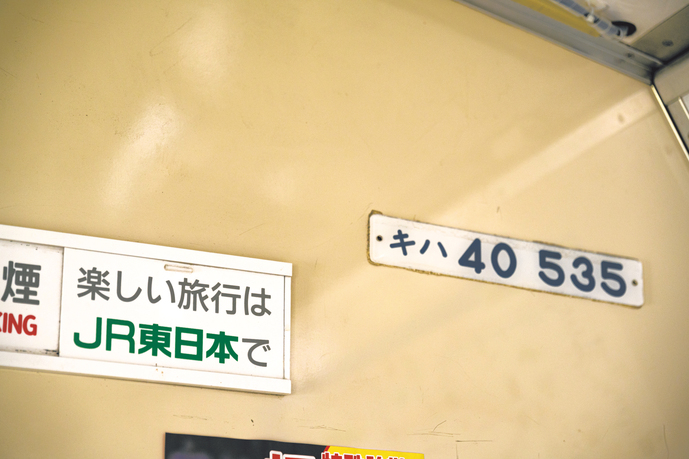 煙
KING
楽しい旅行は
JR東日本で
キハ 40 535